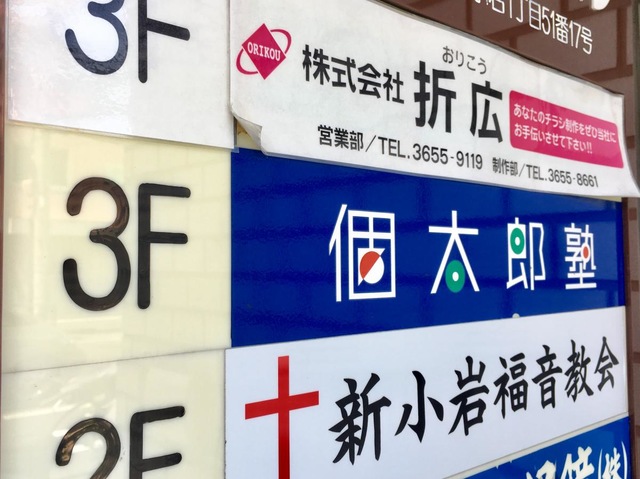 丁目51番17号
3F
ORIKOU
おりこう
株式会社 折広
あなたのチラシ制作をぜひ当社に
お手伝いさせて下さい!!
営業部/TEL.3655-9119 制作部/TEL.3655-8661
3F
個太郎塾
新小岩福音教会
2F
(株)